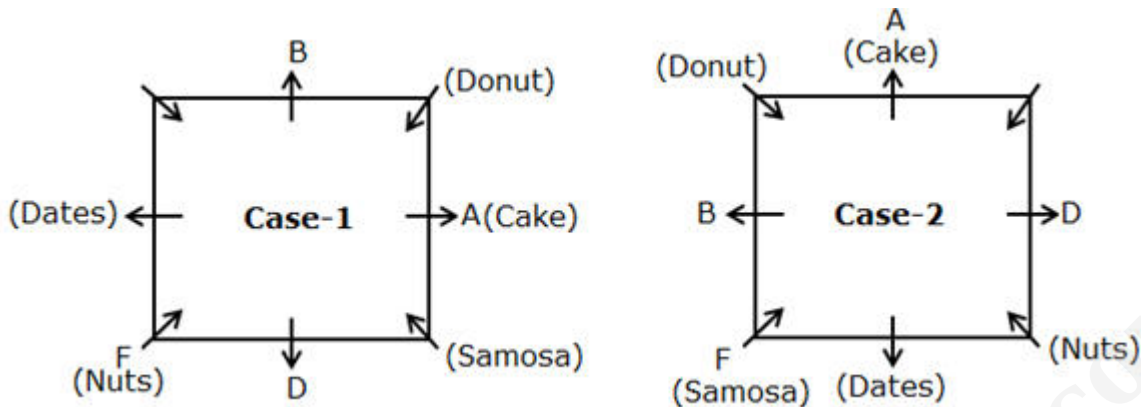 B
(Donut)
(Dates)
Case-1
A(Cake)
F
(Nuts)
D
(Samosa)
A
(Cake)
(Donut)
B
Case-2
D
F
(Samosa)
(Dates)
(Nuts)